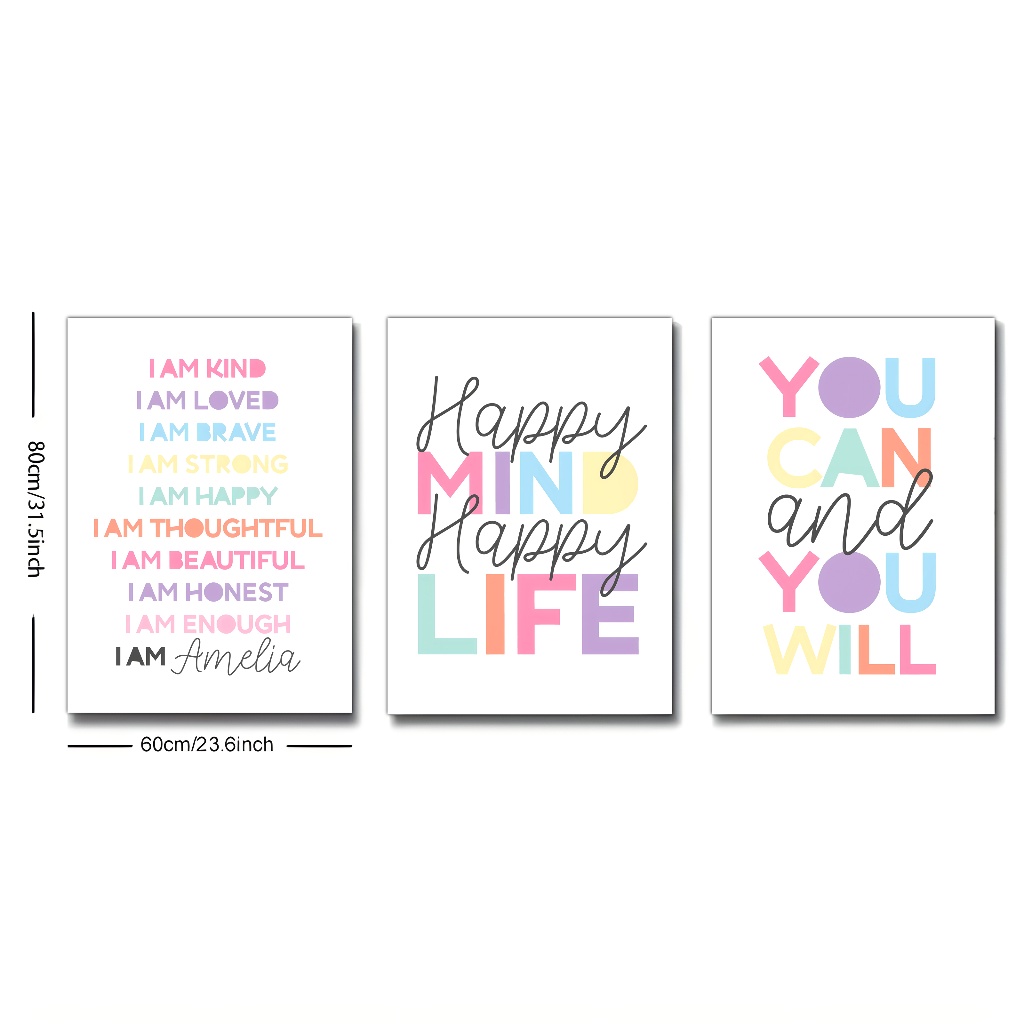 80cm/31.5inch
I AM KIND
I AM LOVED
I AM BRAVE
I AM STRONG
I AM HAPPY
I AM THOUGHTFUL
I AM BEAUTIFUL
I AM HONEST
I AM ENOUGH
I AM Amelia
60cm/23.6inch
Happy
MIND
Happy
LIFE
YOU
CAN
and
YOU
WILL